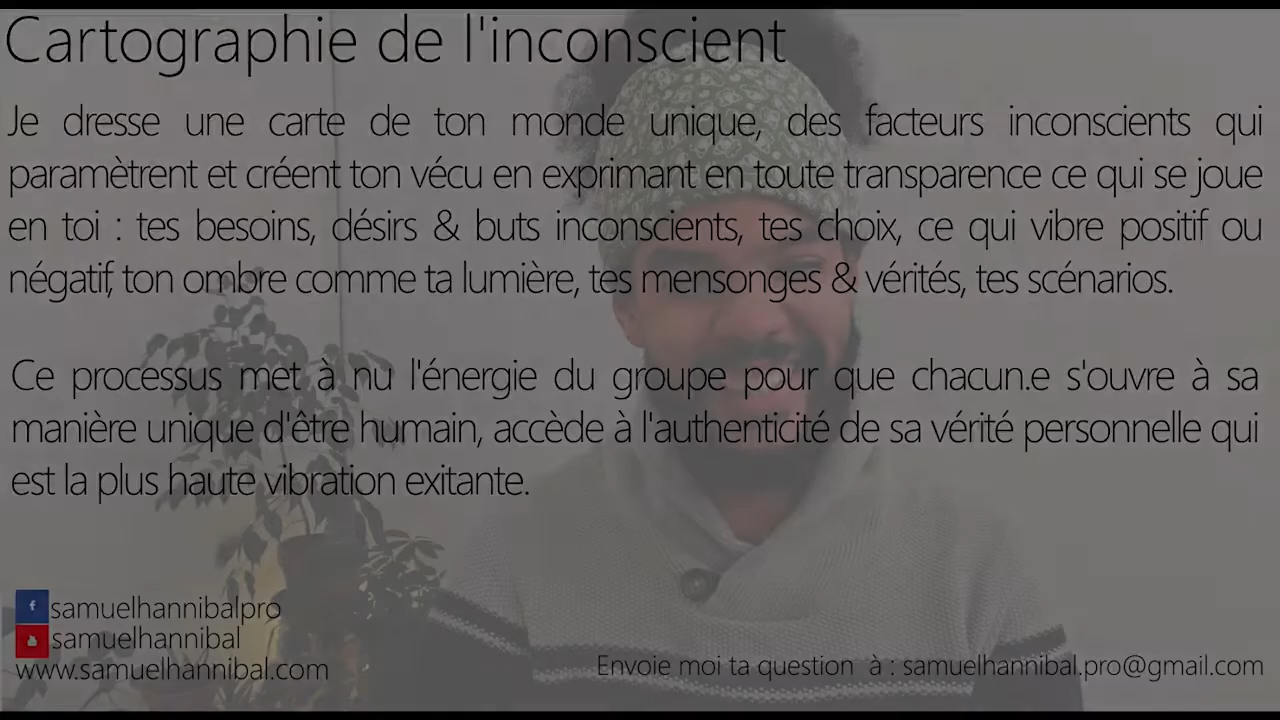 Cartographie de l'inconscient
Je dresse une carte de ton monde unique, des facteurs inconscients qui
paramètrent et créent ton vécu en exprimant en toute transparence ce qui se joue
en toi : tes besoins, désirs & buts inconscients, tes choix, ce qui vibre positif ou
négatif, ton ombre comme ta lumière, tes mensonges & vérités, tes scénarios.
Ce processus met à nu l'énergie du groupe pour que chacun.e s'ouvre à sa
manière unique d'être humain, accède à l'authenticité de sa vérité personnelle qui
est la plus haute vibration exitante.
samuelhannibalpro
samuelhannibal
www.samuelhannibal.com
Envoie moi ta question à : samuelhannibal.pro@gmail.com